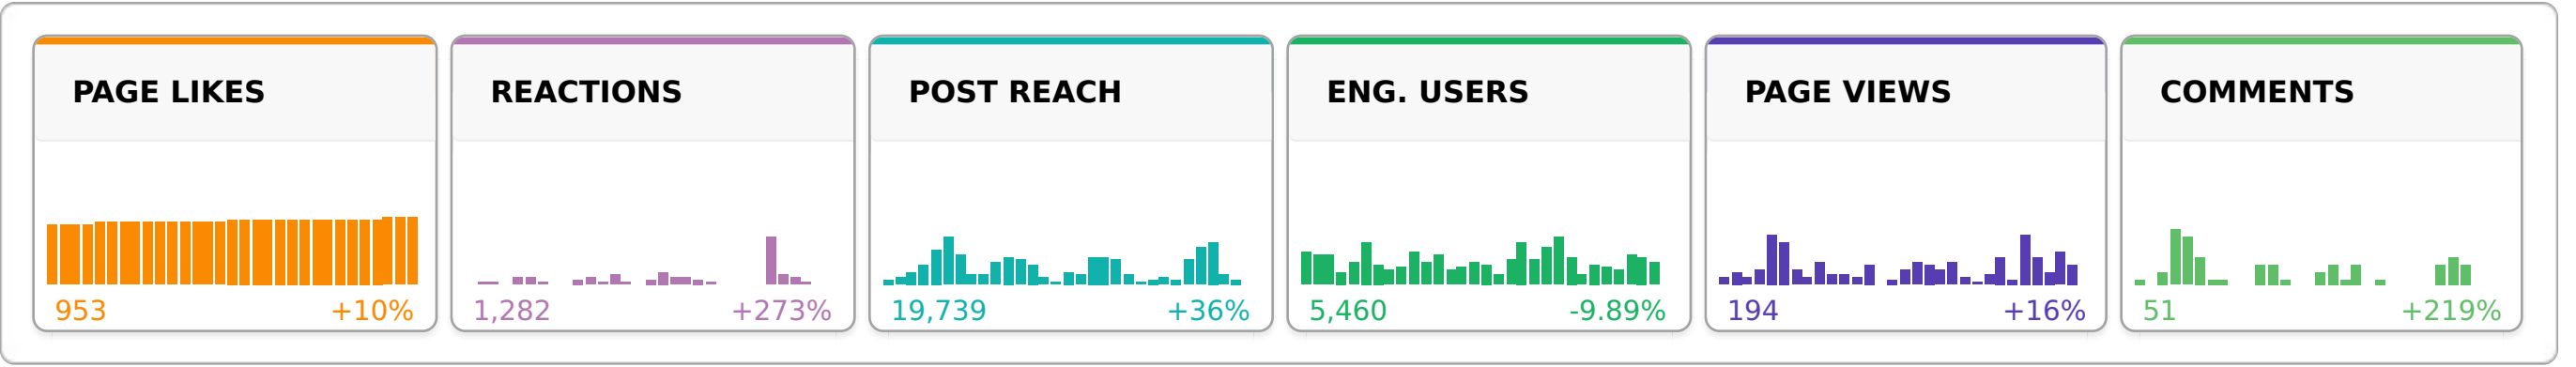 PAGE LIKES
953 +10%
REACTIONS
1,282 +273%
POST REACH
19,739 +36%
ENG. USERS
5,460 -9.89%
PAGE VIEWS
194 +16%
COMMENTS
51 +219%